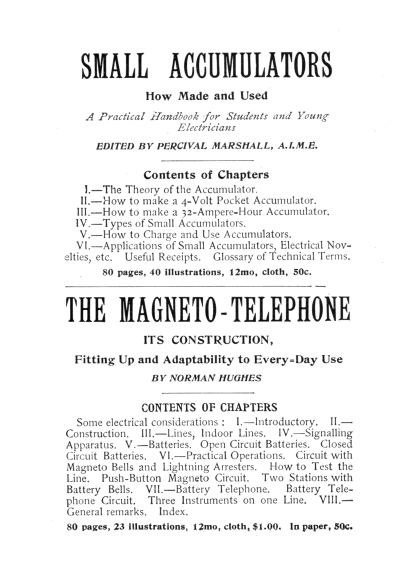 SMALL ACCUMULATORS
How Made and Used
A Practical Handbook for Students and Young
Electricians
EDITED BY PERCIVAL MARSHALL, A.I.M.E.
Contents of Chapters
I.—The Theory of the Accumulator.
II.—How to make a 4-Volt Pocket Accumulator.
III.—How to make a 32-Ampere-Hour Accumulator.
IV.—Types of Small Accumulators.
V.—How to Charge and Use Accumulators.
VI.—Applications of Small Accumulators, Electrical Nov-
elties, etc. Useful Receipts. Glossary of Technical Terms.
80 pages, 40 illustrations, 12mo, cloth, 50c.
THE MAGNETO-TELEPHONE
ITS CONSTRUCTION,
Fitting Up and Adaptability to Every=Day Use
BY NORMAN HUGHES
CONTENTS OF CHAPTERS
Some electrical considerations : I.—Introductory. II.—
Construction. III.—Lines, Indoor Lines. IV.—Signalling
Apparatus. V.—Batteries. Open Circuit Batteries. Closed
Circuit Batteries. VI.—Practical Operations. Circuit with
Magneto Bells and Lightning Arresters. How to Test the
Line. Push-Button Magneto Circuit. Two Stations with
Battery Bells. VII.—Battery Telephone. Battery Tele-
phone Circuit. Three Instruments on one Line. VIII.—
General remarks. Index.
80 pages, 23 illustrations, 12mo, cloth, $1.00. In paper, 50c.